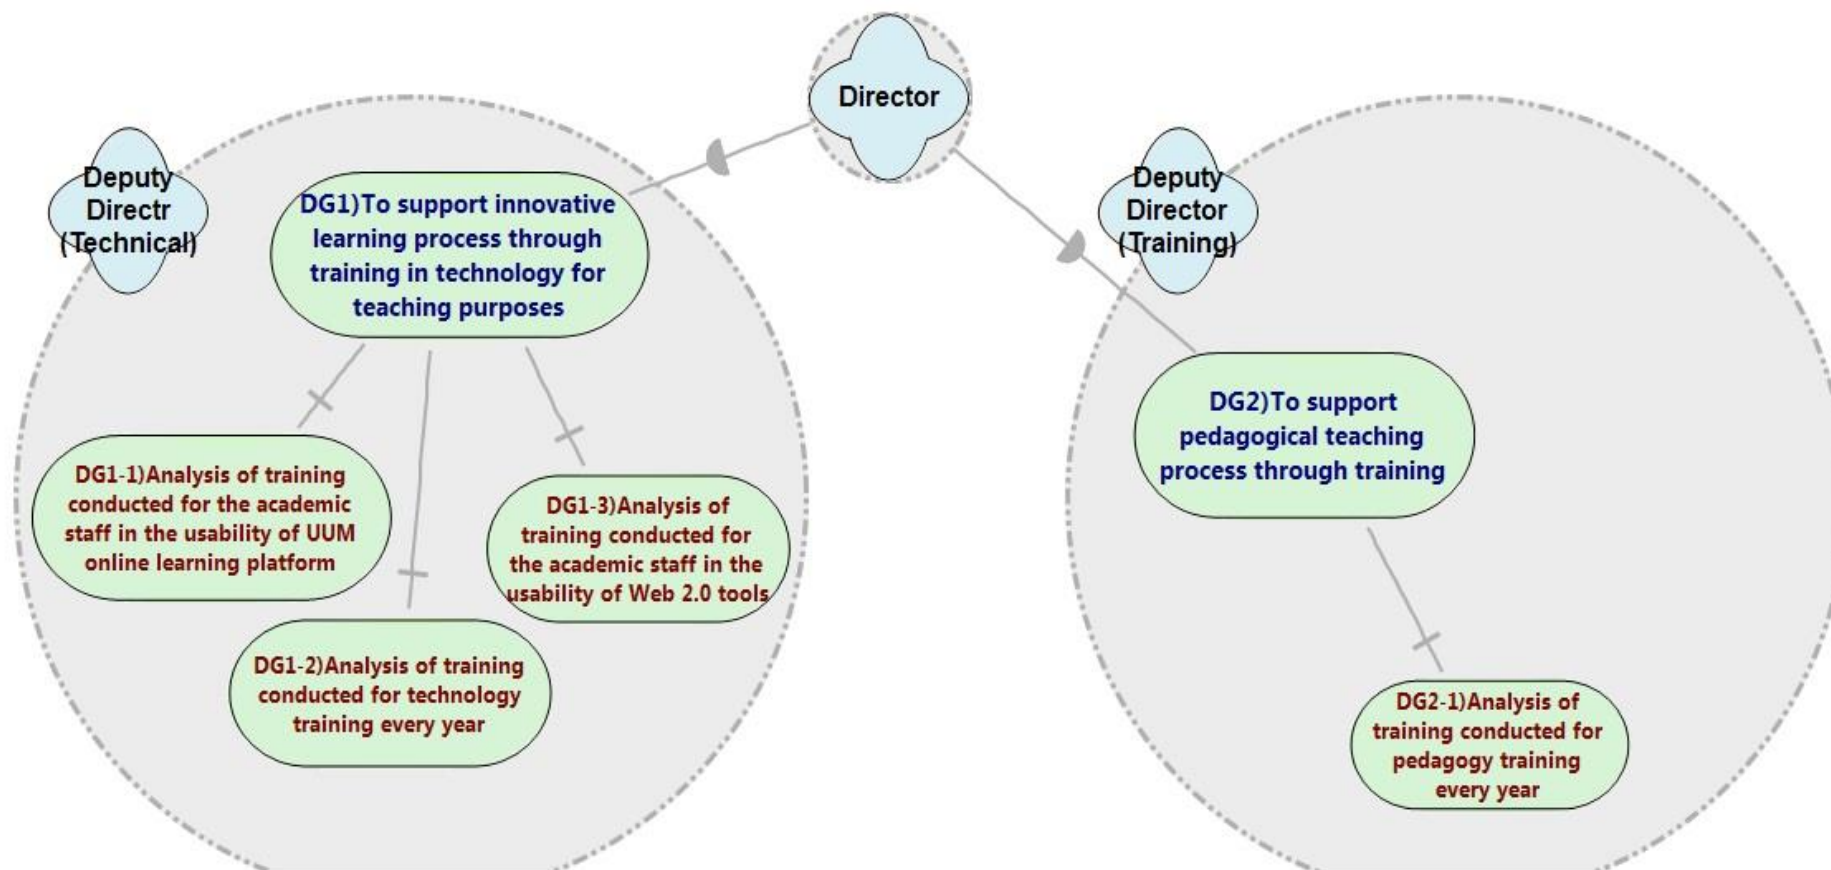 Director
Deputy
Directr
(Technical)
DG1)To support innovative
learning process through
training in technology for
teaching purposes
DG1-1)Analysis of training
conducted for the academic
staff in the usability of UUM
online learning platform
DG1-2)Analysis of training
conducted for technology
training every year
DG1-3)Analysis of
training conducted for
the academic staff in the
usability of Web 2.0 tools
Deputy
Director
(Training)
DG2)To support
pedagogical teaching
process through training
DG2-1)Analysis of
training conducted for
pedagogy training
every year